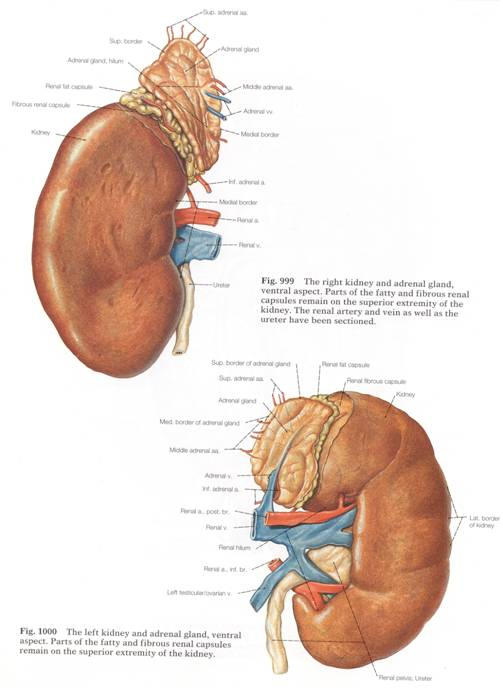 Sup. adrenal aa.
Sup. border
Adrenal gland
Adrenal gland, hilum
Renal fat capsule
Middle adrenal aa.
Fibrous renal capsule
Adrenal vv.
Kidney
Medial border
Inf. adrenal a.
Medial border
Renal a.
Renal v.
Ureter
Fig. 999 The right kidney and adrenal gland,
ventral aspect. Parts of the fatty and fibrous renal
capsules remain on the superior extremity of the
kidney. The renal artery and vein as well as the
ureter have been sectioned.
Sup. border of adrenal gland
Renal fat capsule
Sup. adrenal aa.
Renal fibrous capsule
Adrenal gland
Kidney
Med. border of adrenal gland
Middle adrenal aa.
Adrenal v.
Inf. adrenal a.
Renal a., post. br.
Renal v.
Lat. border
of kidney
Renal hilum
Renal a., inf. br.
Left testicular/ovarian v.
Fig. 1000 The left kidney and adrenal gland, ventral
aspect. Parts of the fatty and fibrous renal capsules
remain on the superior extremity of the kidney.
Renal pelvis; Ureter